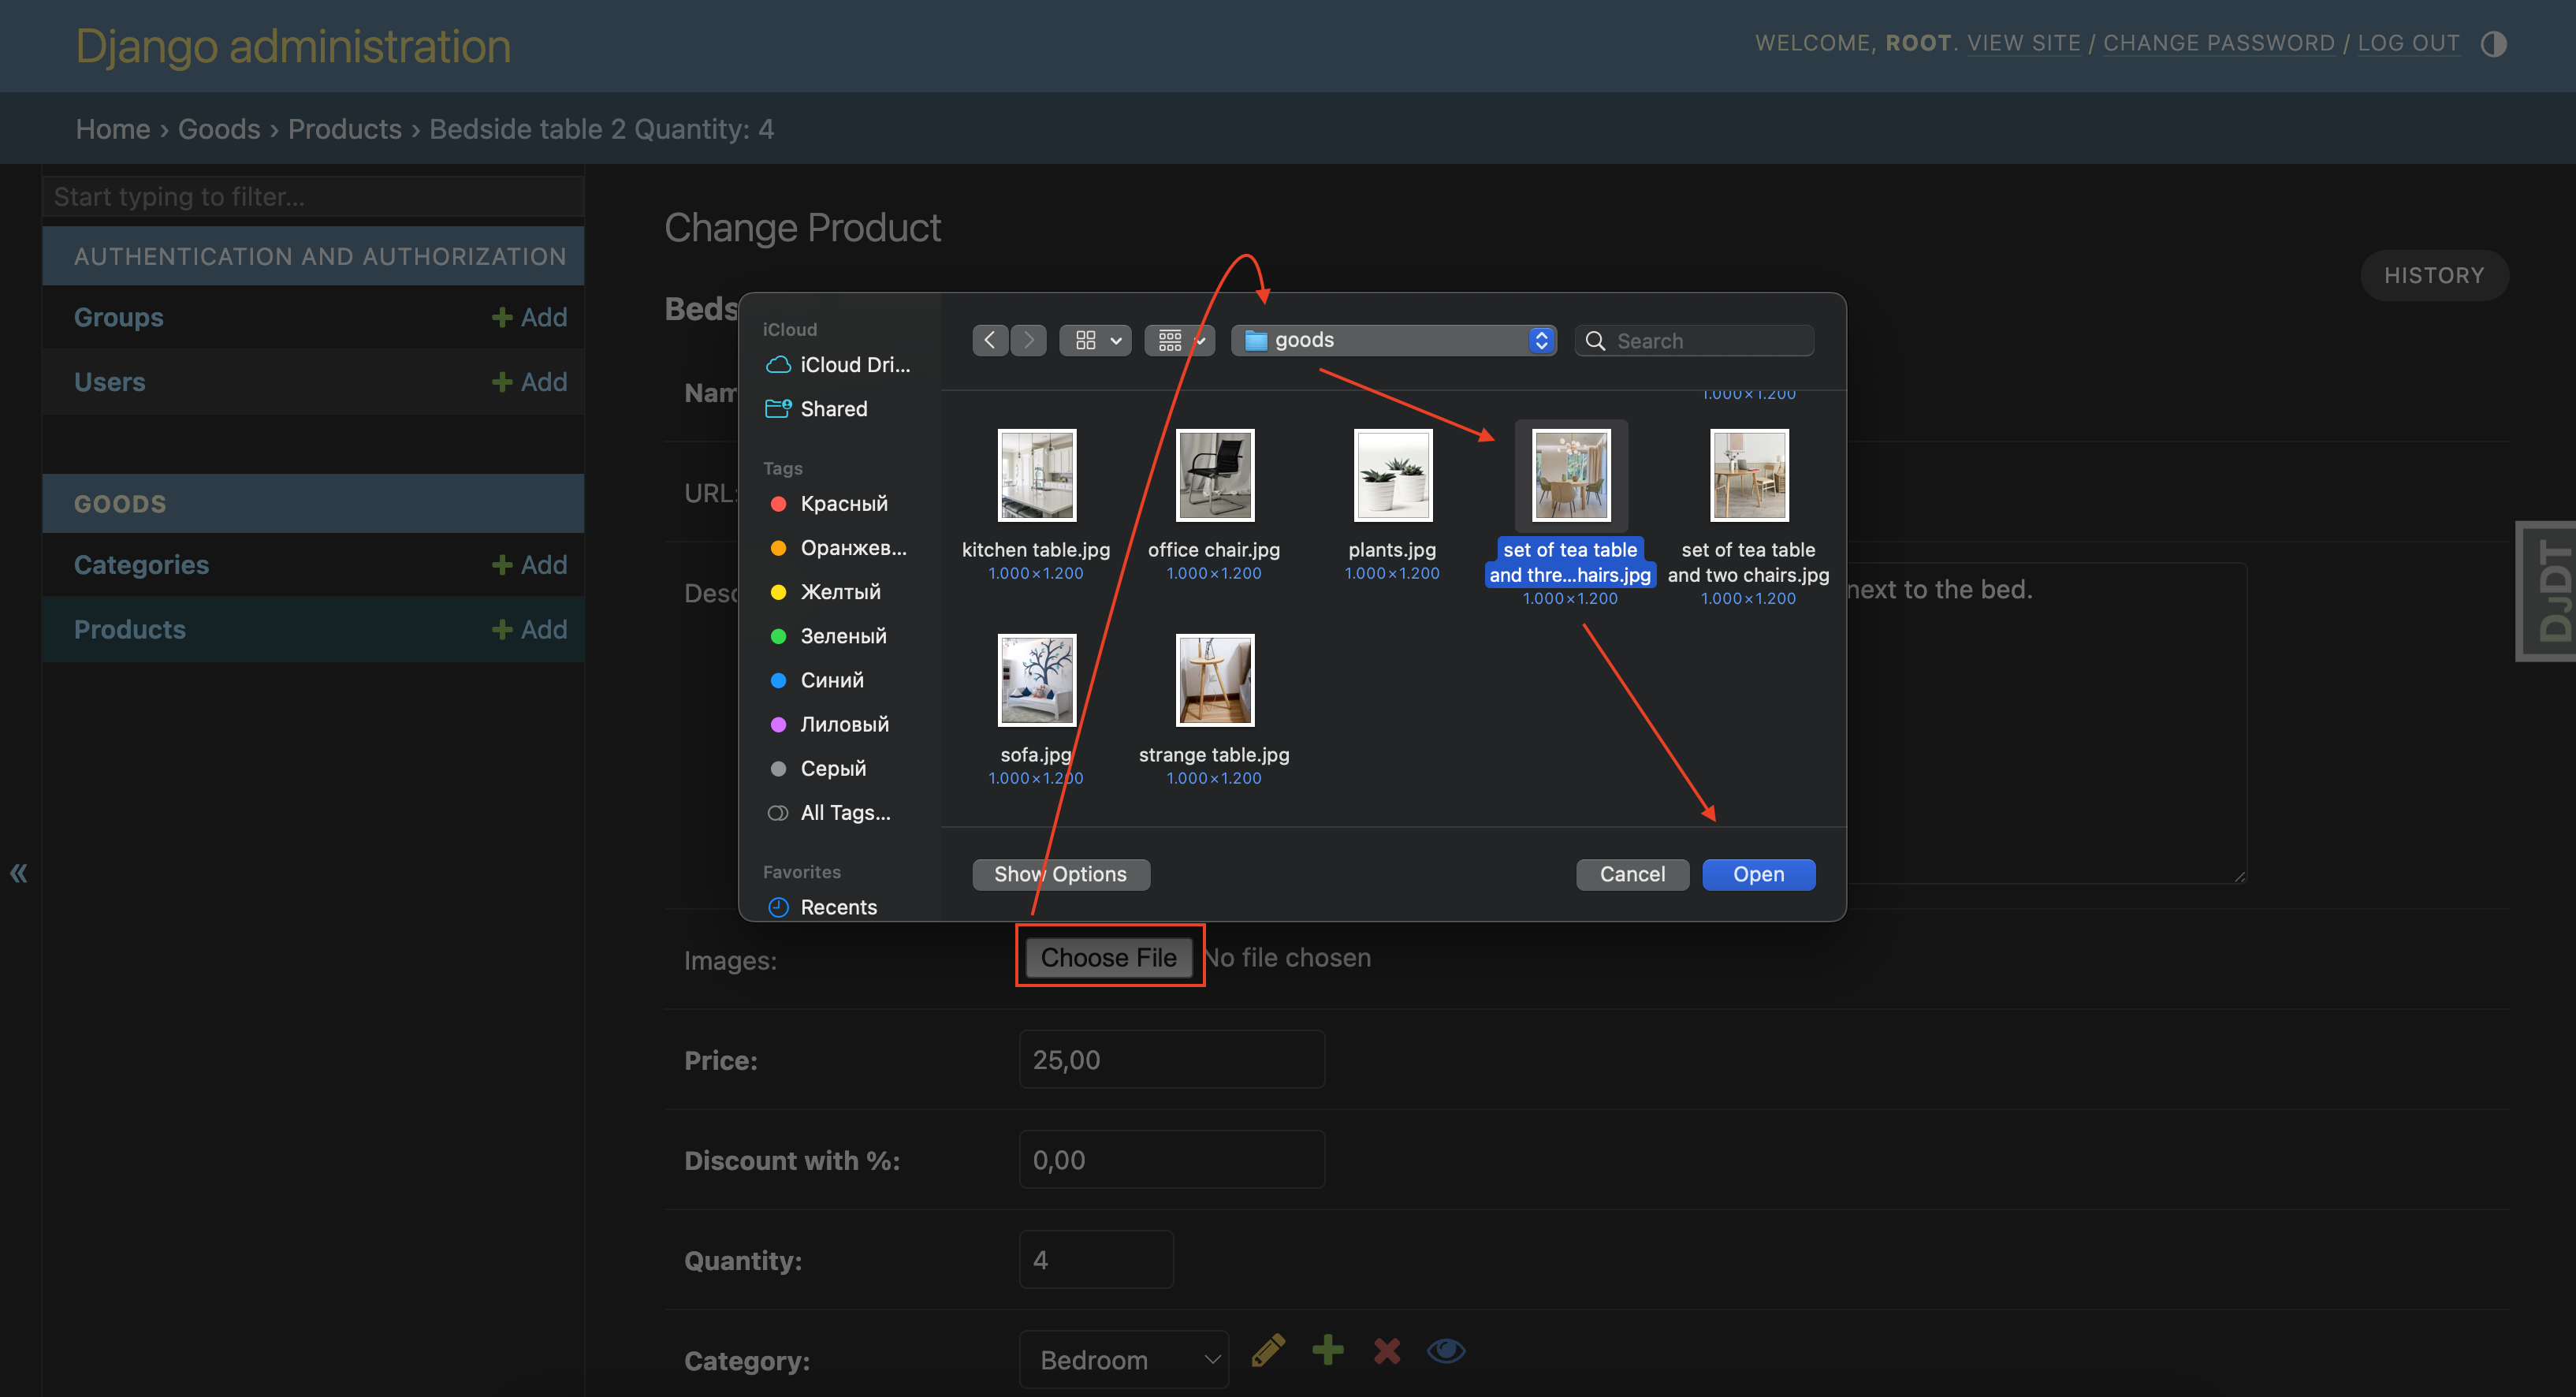 Django administration
WELCOME, ROOT. VIEW SITE / CHANGE PASSWORD / LOG OUT
Home › Goods › Products › Bedside table 2 Quantity: 4
Start typing to filter...
AUTHENTICATION AND AUTHORIZATION
Groups
Add
Users
Add
GOODS
Categories
Add
Products
Add
«
Change Product
HISTORY
Beds
Nam
URL:
Desc
next to the bed.
DJDT
iCloud
iCloud Dri...
Shared
Tags
Красный
Оранжев...
Желтый
Зеленый
Синий
Лиловый
Серый
All Tags...
Favorites
Recents
goods
Search
1.000×1.200
kitchen table.jpg
1.000×1.200
office chair.jpg
1.000×1.200
plants.jpg
1.000×1.200
set of tea table
and thre...hairs.jpg
1.000×1.200
set of tea table
and two chairs.jpg
1.000×1.200
sofa.jpg
1.000×1.200
strange table.jpg
1.000×1.200
Show Options
Cancel
Open
Images:
Choose File
No file chosen
Price:
25,00
Discount with %:
0,00
Quantity:
4
Category:
Bedroom